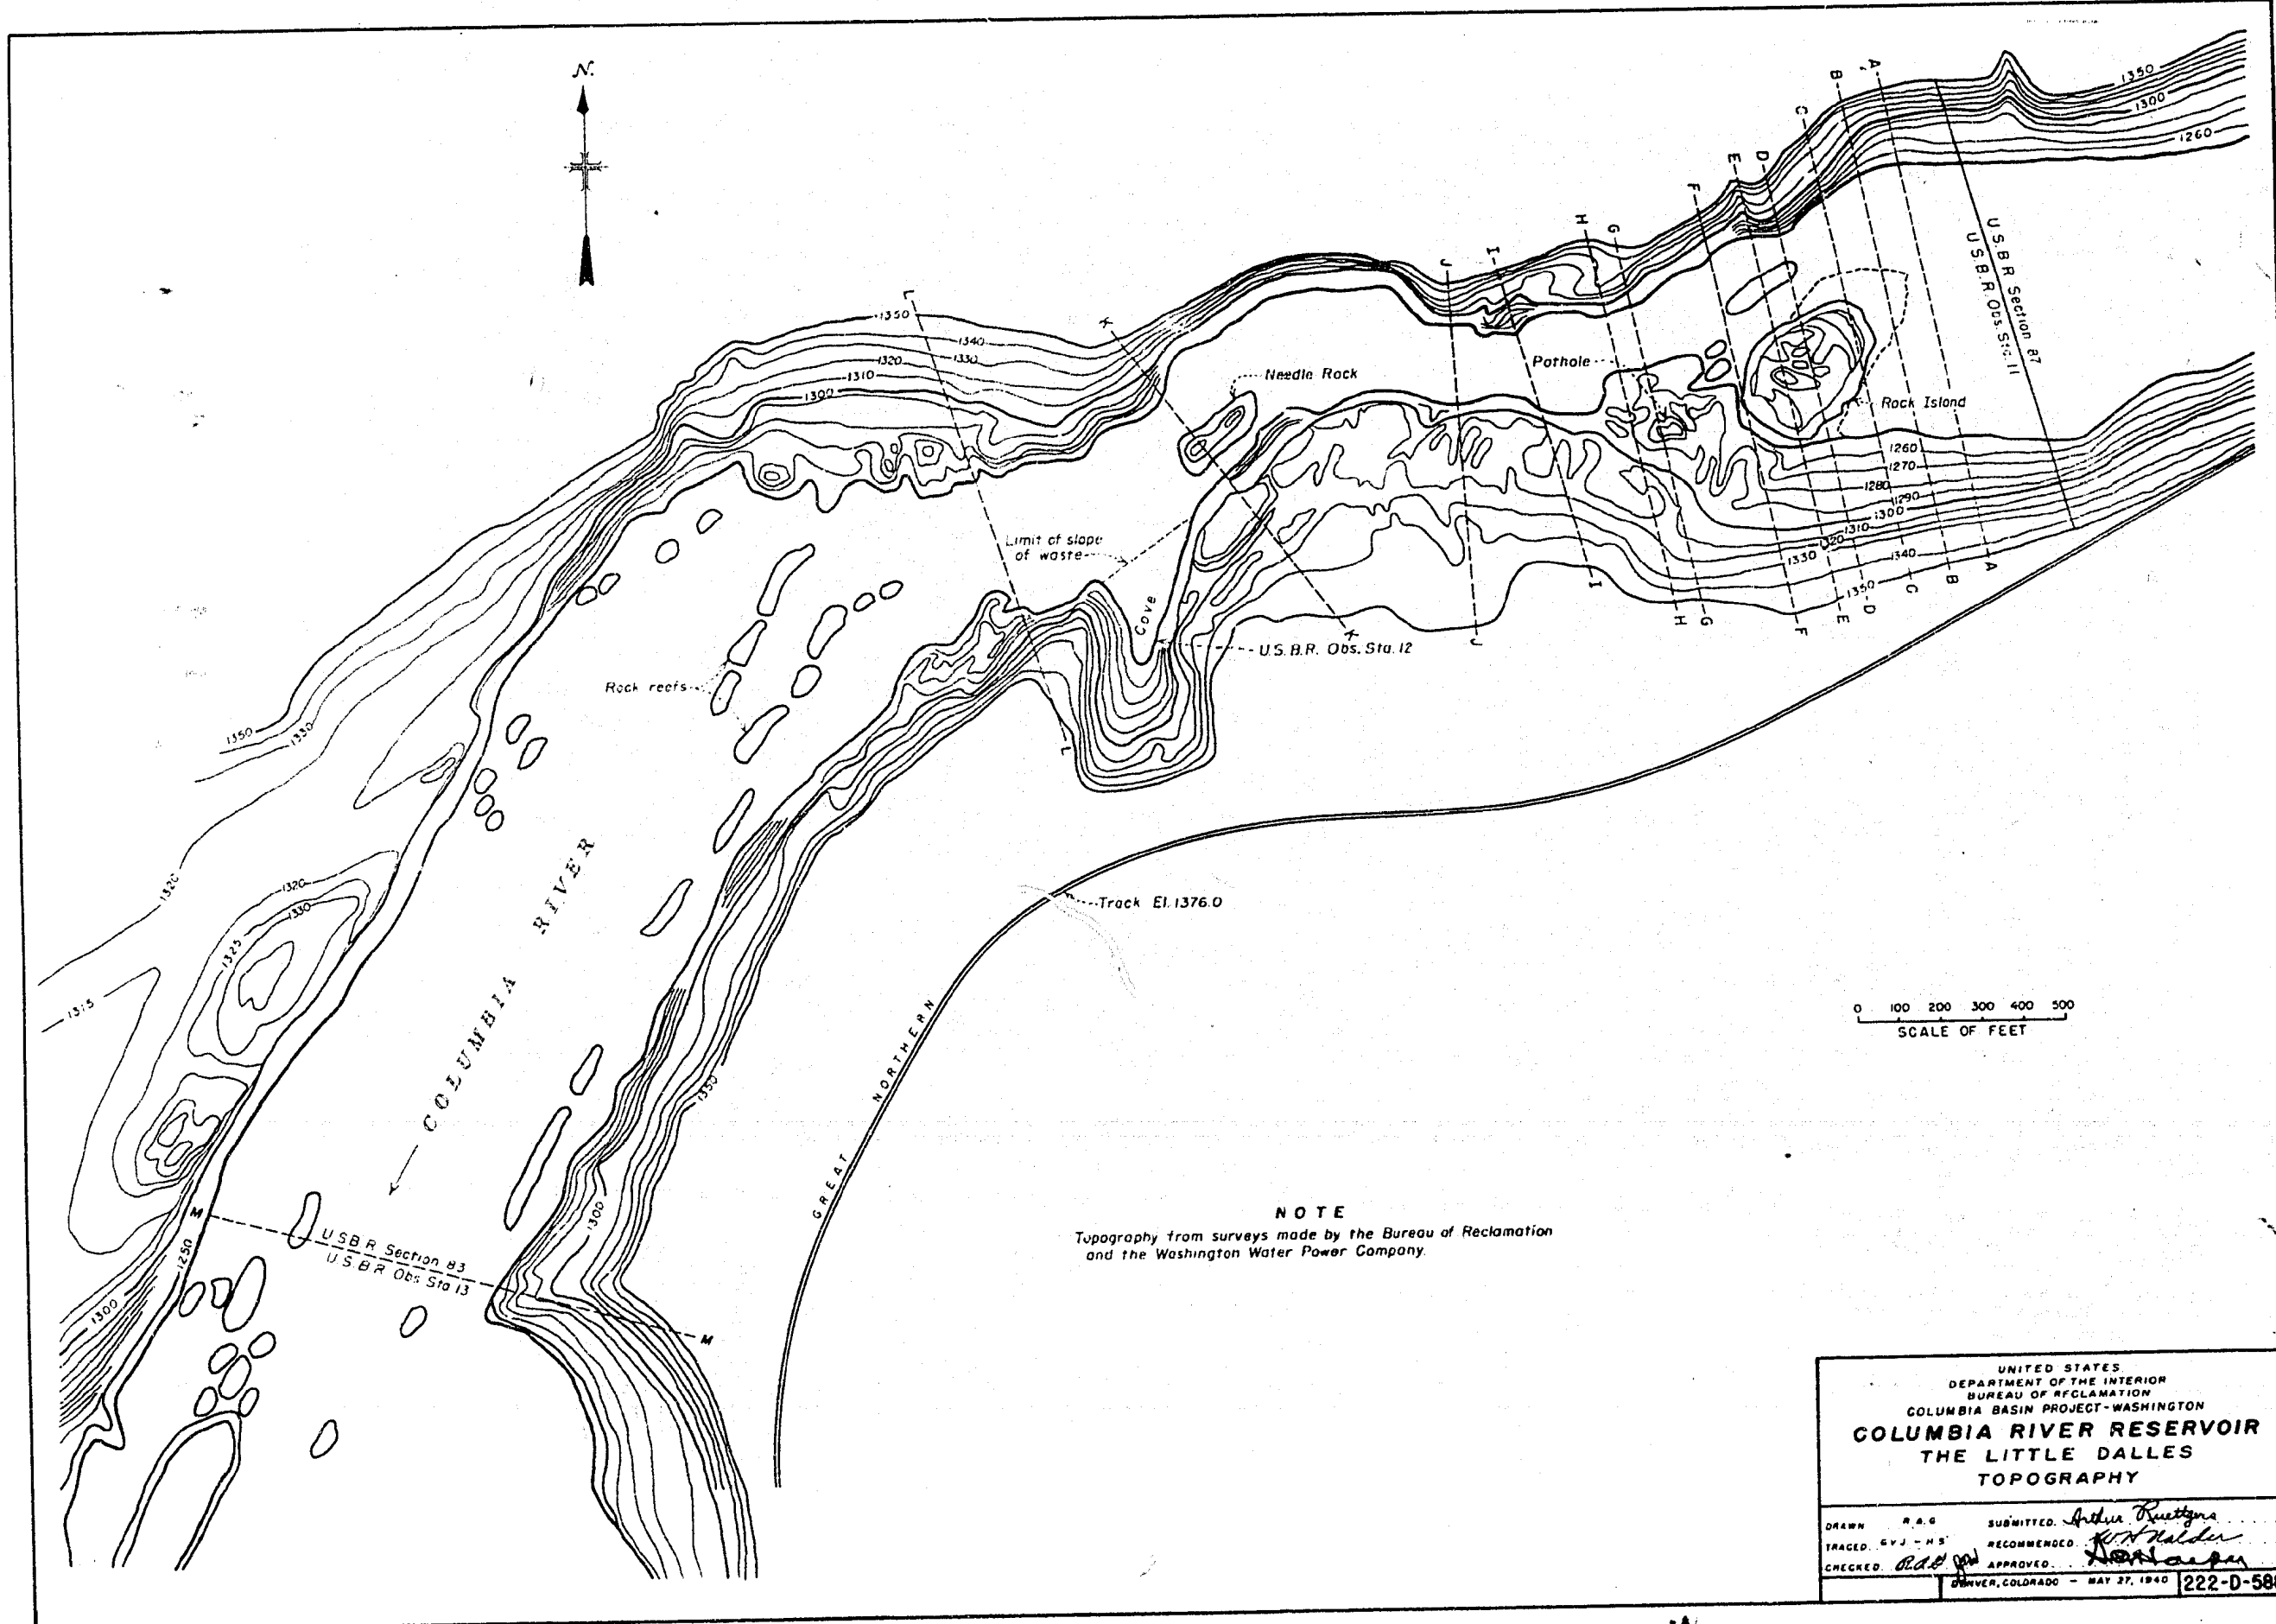 N.
A
B
C
D
E
F
G
H
I
J
K
L
1350
1300
1260
U.S.B.R. Section 87
U.S.B.R. Obs. Sta. 11
1350
1340
1330
1320
1310
1300
Needle Rock
Pothole
Rock Island
1260
1270
1280
1290
1300
1310
1320
1330
1340
1350
A
B
C
D
E
F
G
H
I
J
K
L
Limit of slope
of waste
Cove
U.S.B.R. Obs. Sta. 12
Rock reefs
1350
1330
1320
1320
1330
1325
1315
COLUMBIA RIVER
Track El. 1376.0
GREAT NORTHERN
1350
1300
0 100 200 300 400 500
SCALE OF FEET
M
U.S.B.R. Section 83
U.S.B.R. Obs Sta 13
M
1250
1300
NOTE
Topography from surveys made by the Bureau of Reclamation
and the Washington Water Power Company.
UNITED STATES
DEPARTMENT OF THE INTERIOR
BUREAU OF RECLAMATION
COLUMBIA BASIN PROJECT-WASHINGTON
COLUMBIA RIVER RESERVOIR
THE LITTLE DALLES
TOPOGRAPHY
DRAWN R.A.G
SUBMITTED. Arthur Ruettgers
TRACED. GVJ - HS
RECOMMENDED.
CHECKED. R.A.G.
APPROVED.
DENVER, COLORADO - MAY 27, 1940
222-D-58